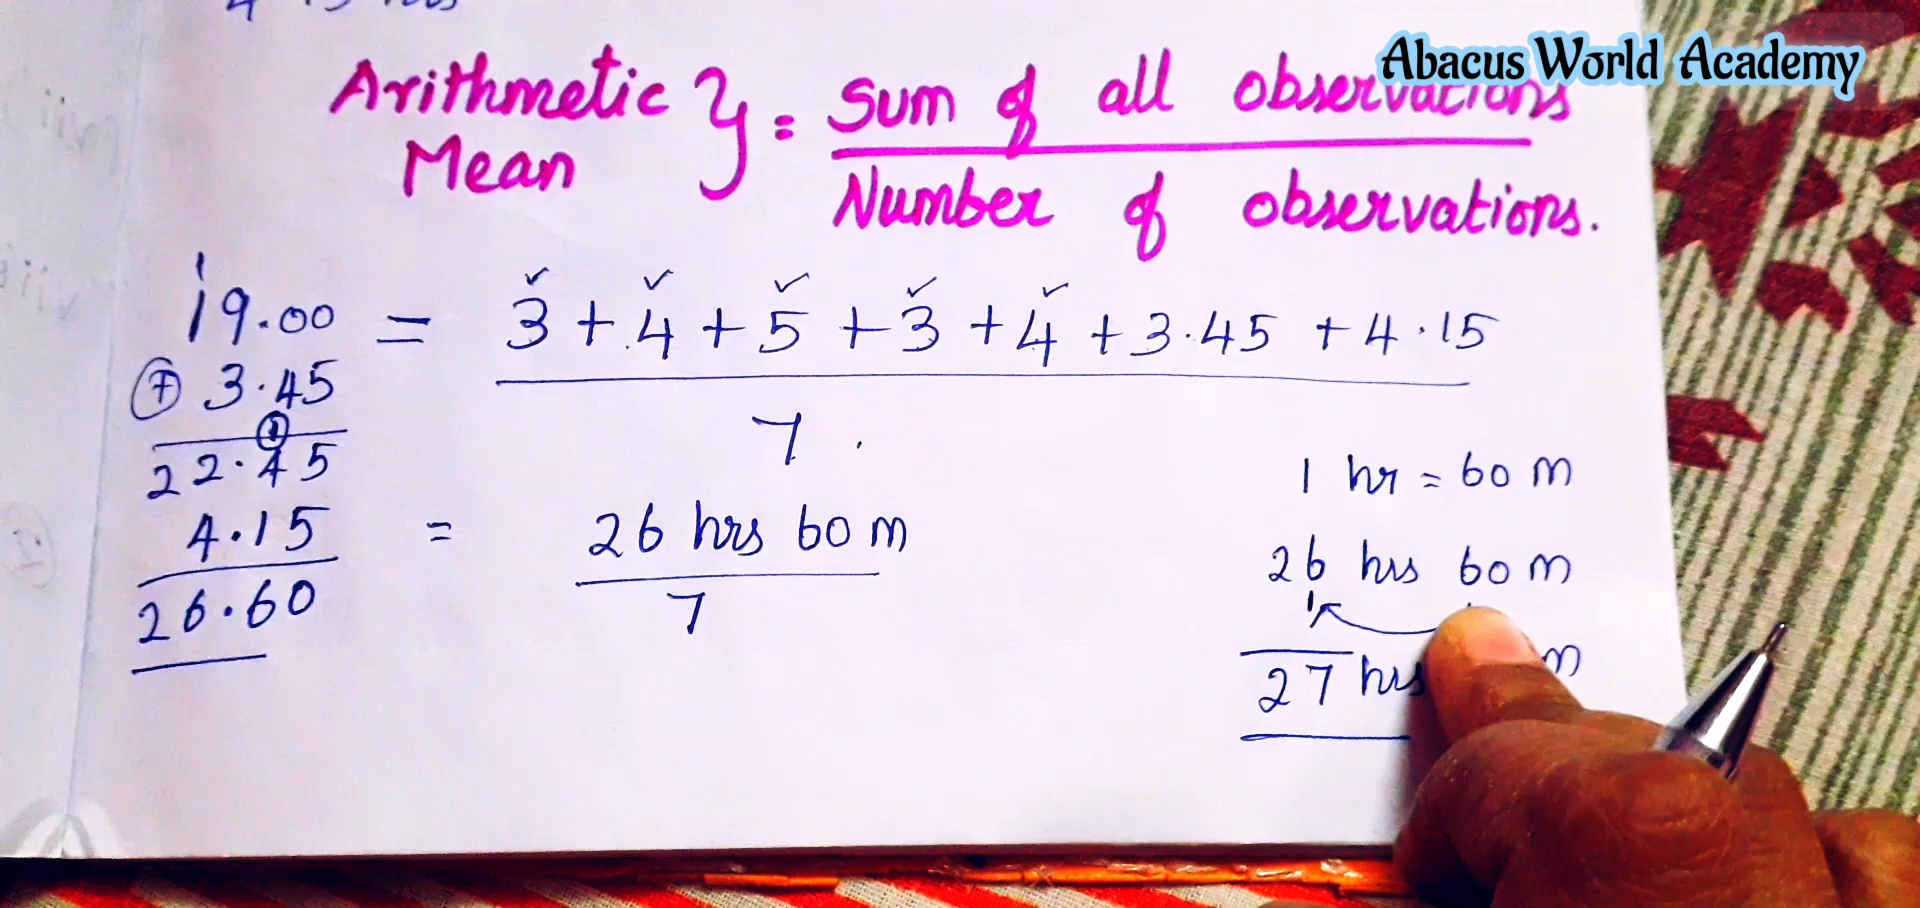 Abacus World Academy
Arithmetic Mean } = Sum of all observations
Number of observations.
19.00 = 3 + 4 + 5 + 3 + 4 + 3.45 + 4.15
7
+ 3.45
22.45
4.15
26.60
= 26 hrs 60 m
7
1 hr = 60 m
26 hrs 60 m
1
27 hrs m